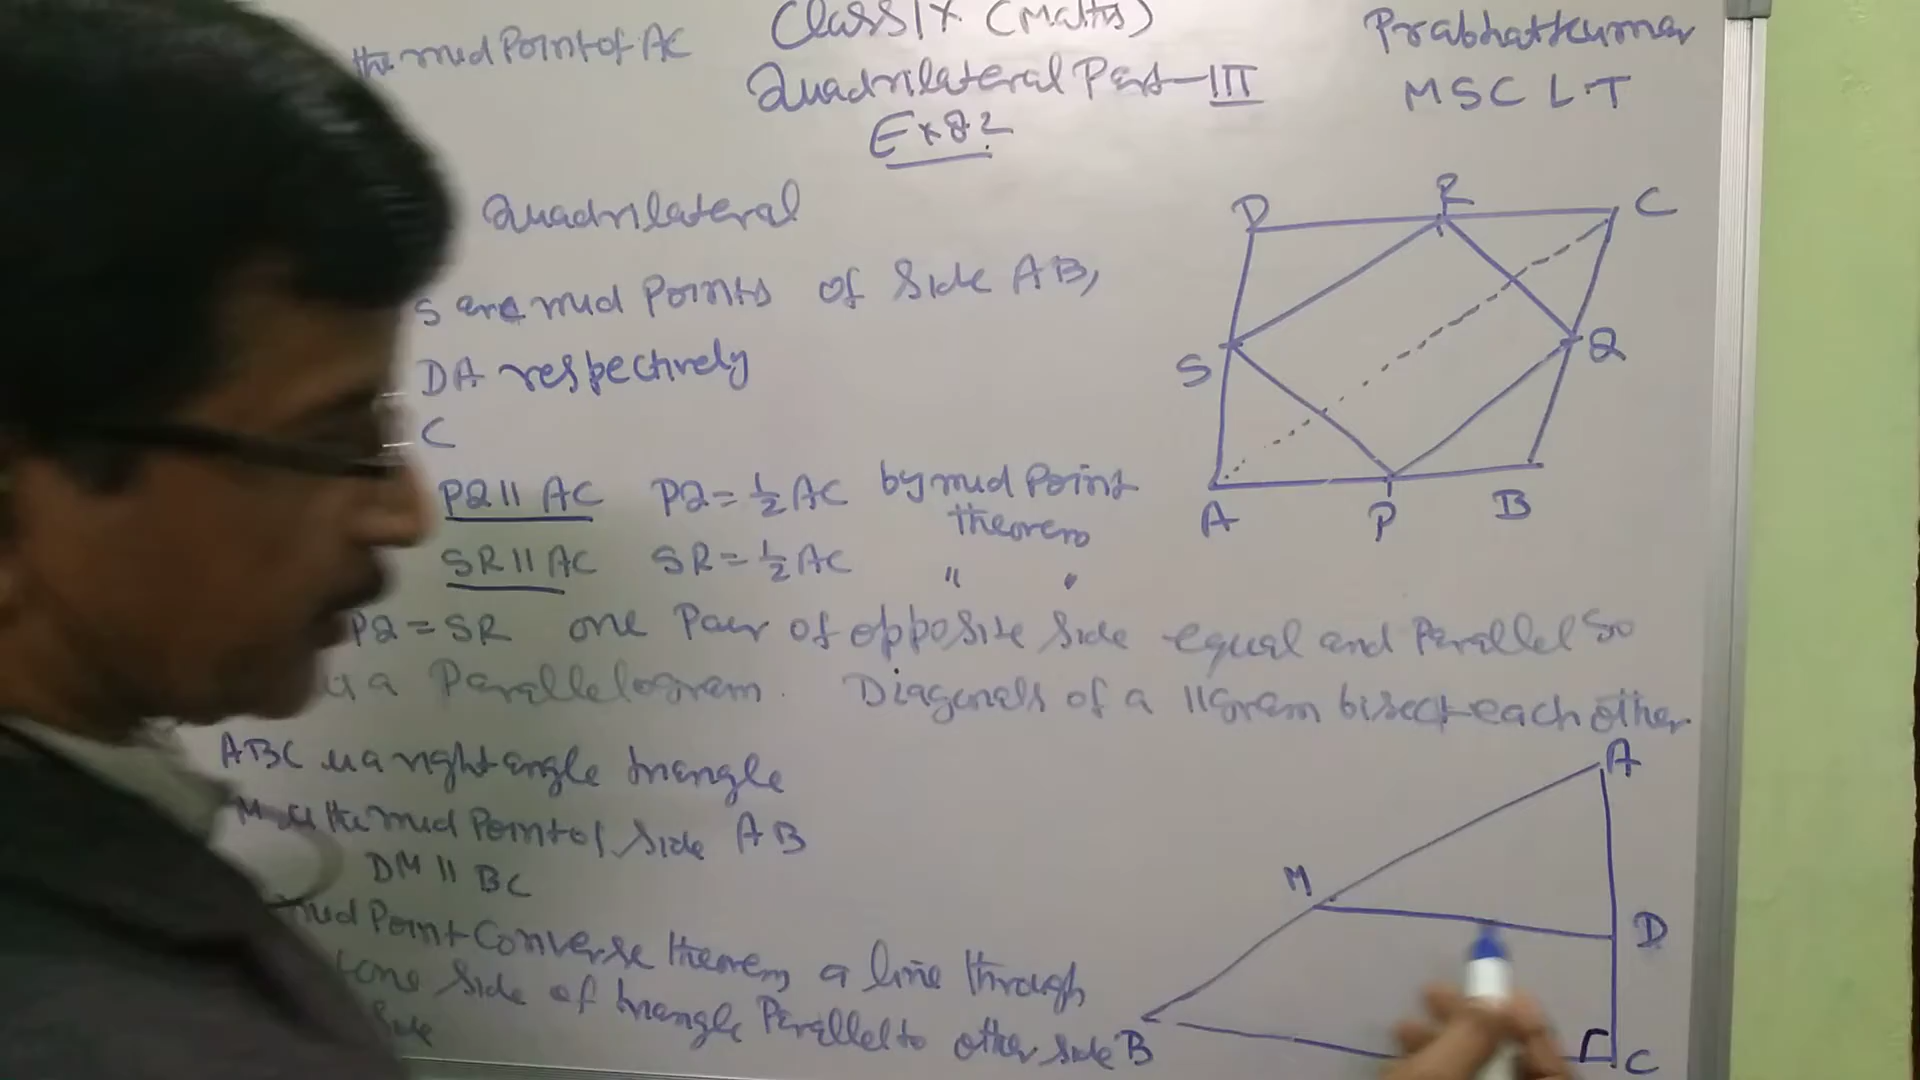 the mid Point of AC
Class IX (Maths)
Quadrilateral Part-III
Ex 8.2
Prabhat Kumar
MSC L.T
Quadrilateral
S are mid Points of Side AB,
DA respectively
C
PQ || AC PQ = ½ AC by mid Point theorem
SR || AC SR = ½ AC " "
PQ = SR one Pair of opposite Side equal and Parallel So
a Parallelogram. Diagonals of a ||gram bisect each other
ABC is a right angle triangle
M is the mid Point of Side AB
DM || BC
mid Point Converse theorem, a line through
one Side of triangle Parallel to other side
D R C
S Q
A P B
A
M
D
B C